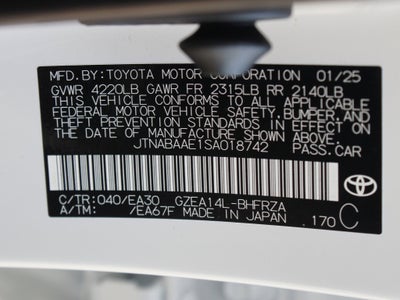 MFD.BY:TOYOTA MOTOR CORPORATION 01/25
GVWR 4220LB GAWR FR 2315LB RR 2140LB
THIS VEHICLE CONFORMS TO ALL APPLICABLE
FEDERAL MOTOR VEHICLE SAFETY,BUMPER,AND
THEFT PREVENTION STANDARDS IN EFFECT ON
THE DATE OF MANUFACTURE SHOWN ABOVE.
JTNABAAE1SA018742 PASS.CAR
C/TR:040/EA30 GZEA14L-BHFRZA
A/TM: /EA67F MADE IN JAPAN 170 C
TOYOTA